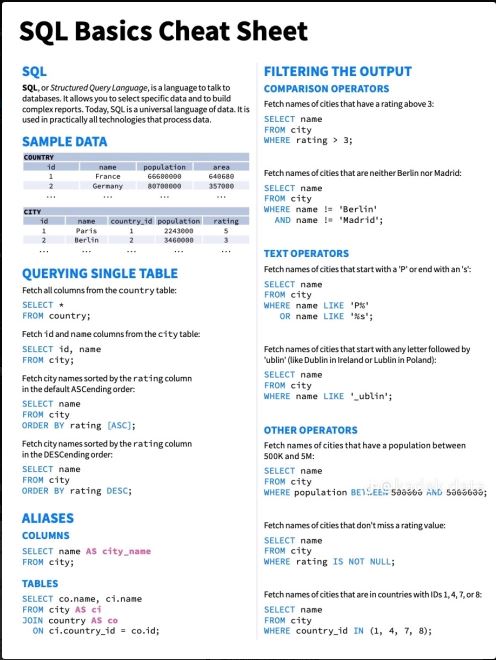 SQL Basics Cheat Sheet
SQL
SQL, or Structured Query Language, is a language to talk to
databases. It allows you to select specific data and to build
complex reports. Today, SQL is a universal language of data. It is
used in practically all technologies that process data.
SAMPLE DATA
COUNTRY
id name population area
1 France 66600000 640680
2 Germany 80700000 357000
... ... ... ...
CITY
id name country_id population rating
1 Paris 1 2243000 5
2 Berlin 2 3460000 3
... ... ... ... ...
QUERYING SINGLE TABLE
Fetch all columns from the country table:
SELECT *
FROM country;
Fetch id and name columns from the city table:
SELECT id, name
FROM city;
Fetch city names sorted by the rating column
in the default ASCending order:
SELECT name
FROM city
ORDER BY rating [ASC];
Fetch city names sorted by the rating column
in the DESCending order:
SELECT name
FROM city
ORDER BY rating DESC;
ALIASES
COLUMNS
SELECT name AS city_name
FROM city;
TABLES
SELECT co.name, ci.name
FROM city AS ci
JOIN country AS co
ON ci.country_id = co.id;
FILTERING THE OUTPUT
COMPARISON OPERATORS
Fetch names of cities that have a rating above 3:
SELECT name
FROM city
WHERE rating > 3;
Fetch names of cities that are neither Berlin nor Madrid:
SELECT name
FROM city
WHERE name != 'Berlin'
AND name != 'Madrid';
TEXT OPERATORS
Fetch names of cities that start with a 'P' or end with an 's':
SELECT name
FROM city
WHERE name LIKE 'P%'
OR name LIKE '%s';
Fetch names of cities that start with any letter followed by
'ublin' (like Dublin in Ireland or Lublin in Poland):
SELECT name
FROM city
WHERE name LIKE '_ublin';
OTHER OPERATORS
Fetch names of cities that have a population between
500K and 5M:
SELECT name
FROM city
WHERE population BETWEEN 500000 AND 5000000;
Fetch names of cities that don't miss a rating value:
SELECT name
FROM city
WHERE rating IS NOT NULL;
Fetch names of cities that are in countries with IDs 1, 4, 7, or 8:
SELECT name
FROM city
WHERE country_id IN (1, 4, 7, 8);